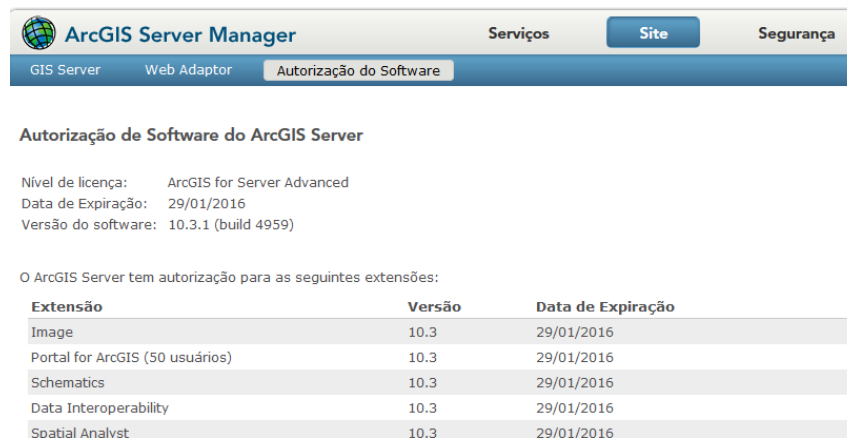 ArcGIS Server Manager Serviços Site Segurança
GIS Server Web Adaptor Autorização do Software
Autorização de Software do ArcGIS Server
Nível de licença: ArcGIS for Server Advanced
Data de Expiração: 29/01/2016
Versão do software: 10.3.1 (build 4959)
O ArcGIS Server tem autorização para as seguintes extensões:
Extensão Versão Data de Expiração
Image 10.3 29/01/2016
Portal for ArcGIS (50 usuários) 10.3 29/01/2016
Schematics 10.3 29/01/2016
Data Interoperability 10.3 29/01/2016
Spatial Analyst 10.3 29/01/2016